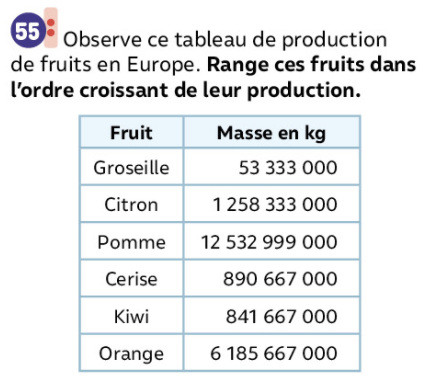 55 Observe ce tableau de production
de fruits en Europe. Range ces fruits dans
l'ordre croissant de leur production.
Fruit Masse en kg
Groseille 53 333 000
Citron 1 258 333 000
Pomme 12 532 999 000
Cerise 890 667 000
Kiwi 841 667 000
Orange 6 185 667 000